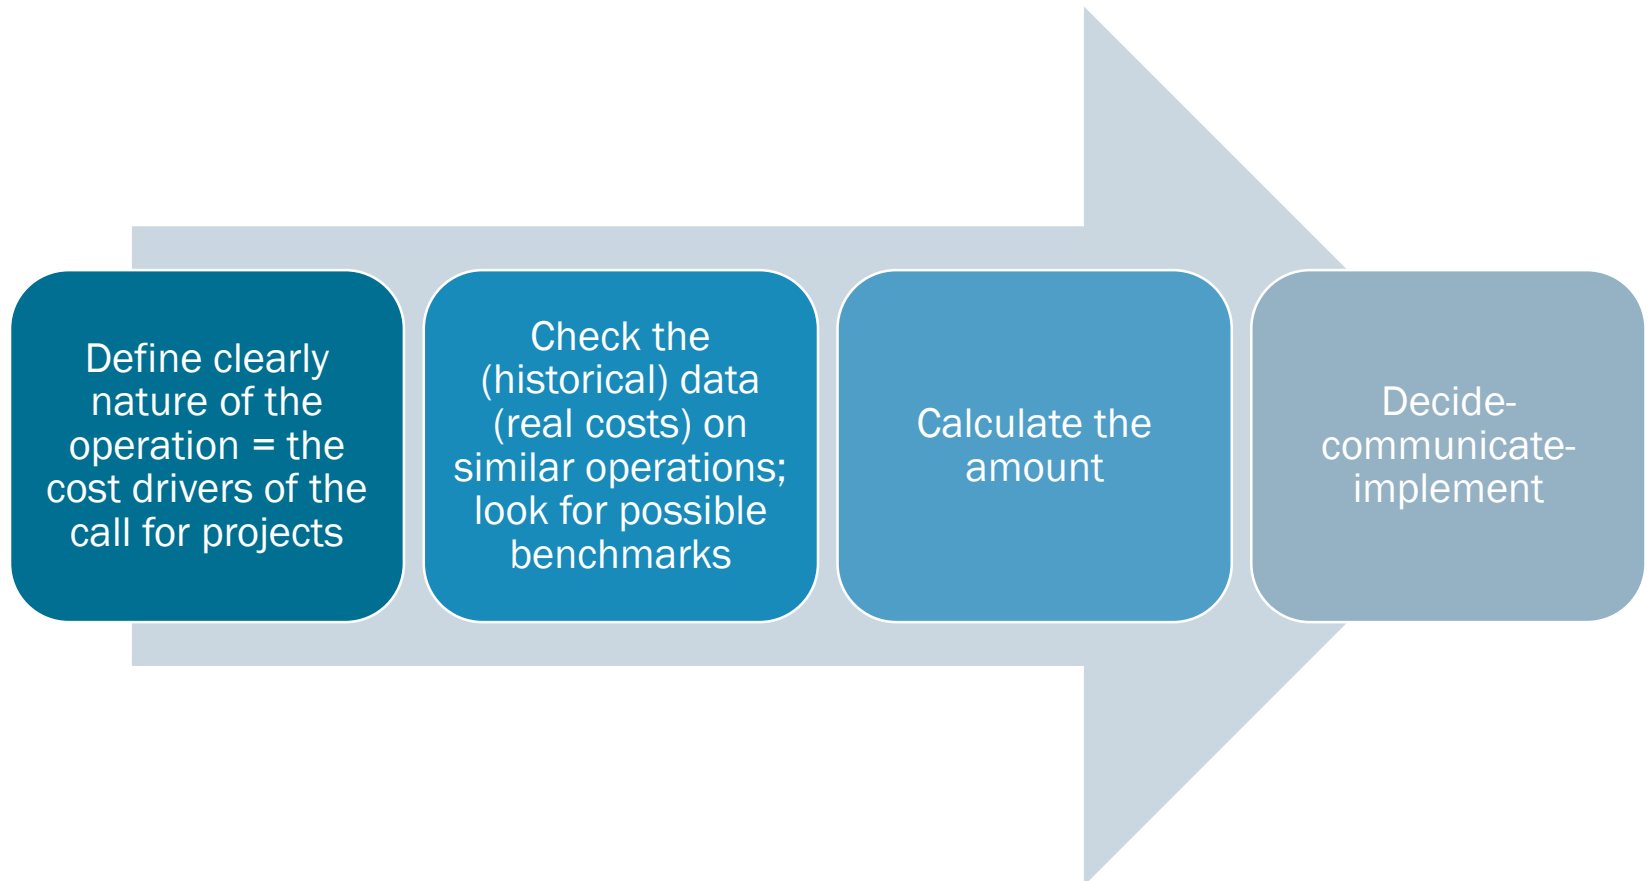 Define clearly
nature of the
operation = the
cost drivers of the
call for projects
Check the
(historical) data
(real costs) on
similar operations;
look for possible
benchmarks
Calculate the
amount
Decide-
communicate-
implement